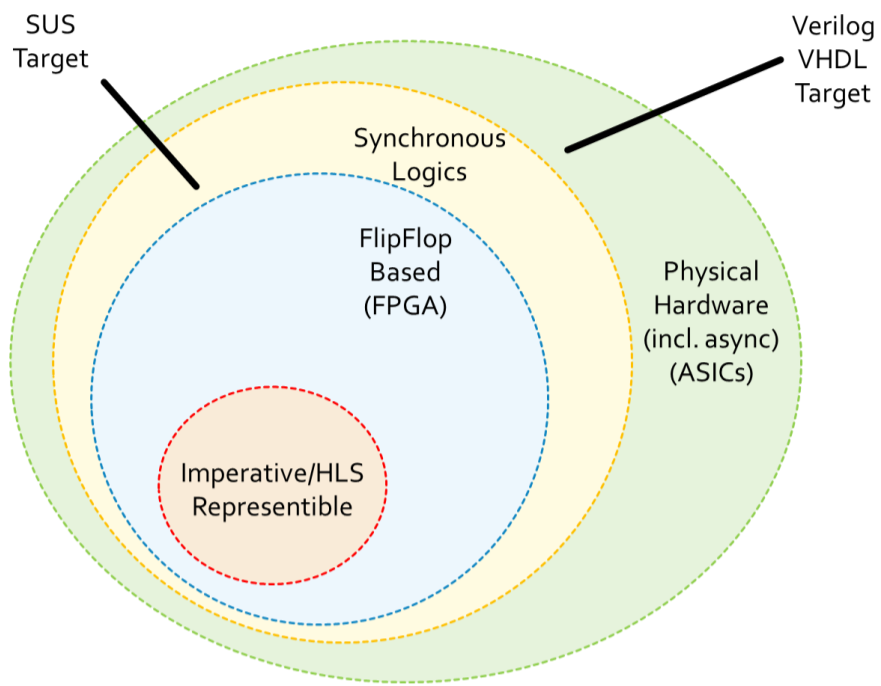 SUS
Target
Verilog
VHDL
Target
Synchronous
Logics
FlipFlop
Based
(FPGA)
Physical
Hardware
(incl. async)
(ASICs)
Imperative/HLS
Representible